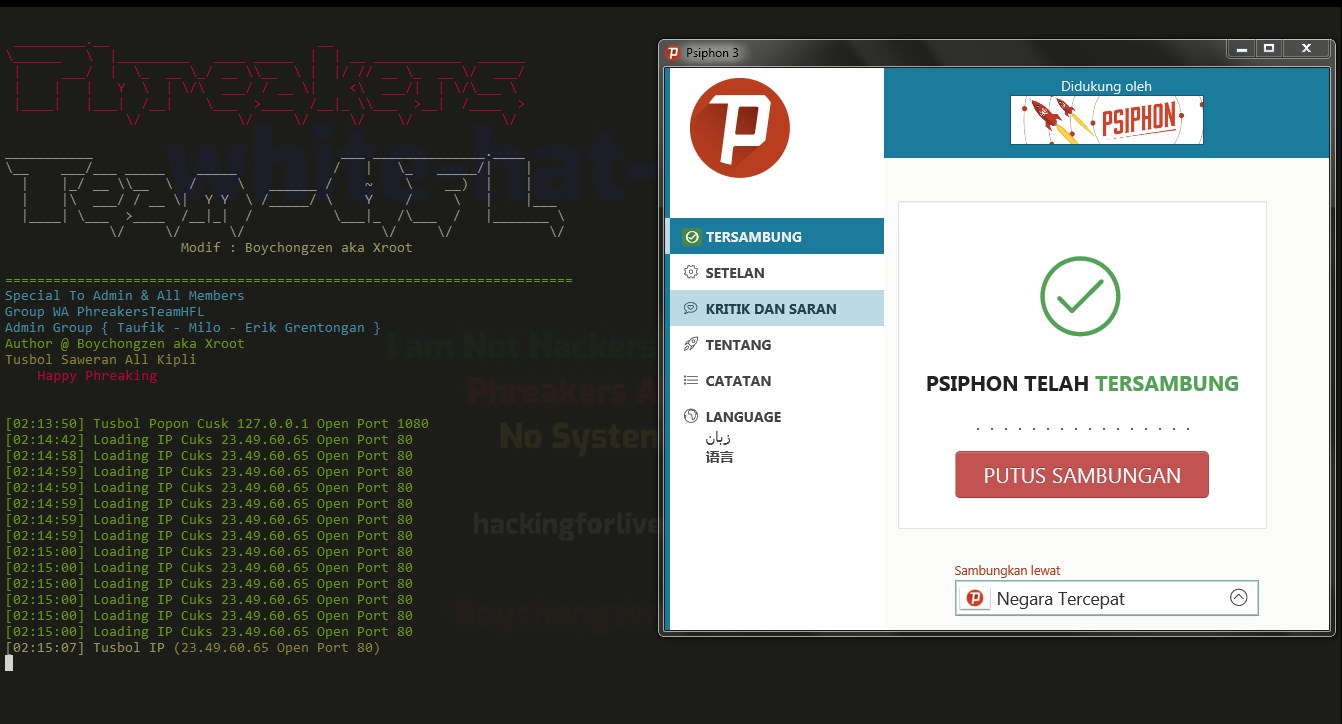 Phreakers
Team-HFL
Modif : Boychongzen aka Xroot
=======================================================================
Special To Admin & All Members
Group WA PhreakersTeamHFL
Admin Group { Taufik - Milo - Erik Grentongan }
Author @ Boychongzen aka Xroot
Tusbol Saweran All Kipli
Happy Phreaking
[02:13:50] Tusbol Popon Cusk 127.0.0.1 Open Port 1080
[02:14:42] Loading IP Cuks 23.49.60.65 Open Port 80
[02:14:58] Loading IP Cuks 23.49.60.65 Open Port 80
[02:14:59] Loading IP Cuks 23.49.60.65 Open Port 80
[02:14:59] Loading IP Cuks 23.49.60.65 Open Port 80
[02:14:59] Loading IP Cuks 23.49.60.65 Open Port 80
[02:14:59] Loading IP Cuks 23.49.60.65 Open Port 80
[02:14:59] Loading IP Cuks 23.49.60.65 Open Port 80
[02:15:00] Loading IP Cuks 23.49.60.65 Open Port 80
[02:15:00] Loading IP Cuks 23.49.60.65 Open Port 80
[02:15:00] Loading IP Cuks 23.49.60.65 Open Port 80
[02:15:00] Loading IP Cuks 23.49.60.65 Open Port 80
[02:15:00] Loading IP Cuks 23.49.60.65 Open Port 80
[02:15:00] Loading IP Cuks 23.49.60.65 Open Port 80
[02:15:07] Tusbol IP (23.49.60.65 Open Port 80)
white-hat-
I am Not Hackers
Phreakers A
No System
hackingforlive
Boychongzen
Psiphon 3
Didukung oleh
PSIPHON
TERSAMBUNG
SETELAN
KRITIK DAN SARAN
TENTANG
CATATAN
LANGUAGE
زبان
语言
PSIPHON TELAH TERSAMBUNG
PUTUS SAMBUNGAN
Sambungkan lewat
Negara Tercepat